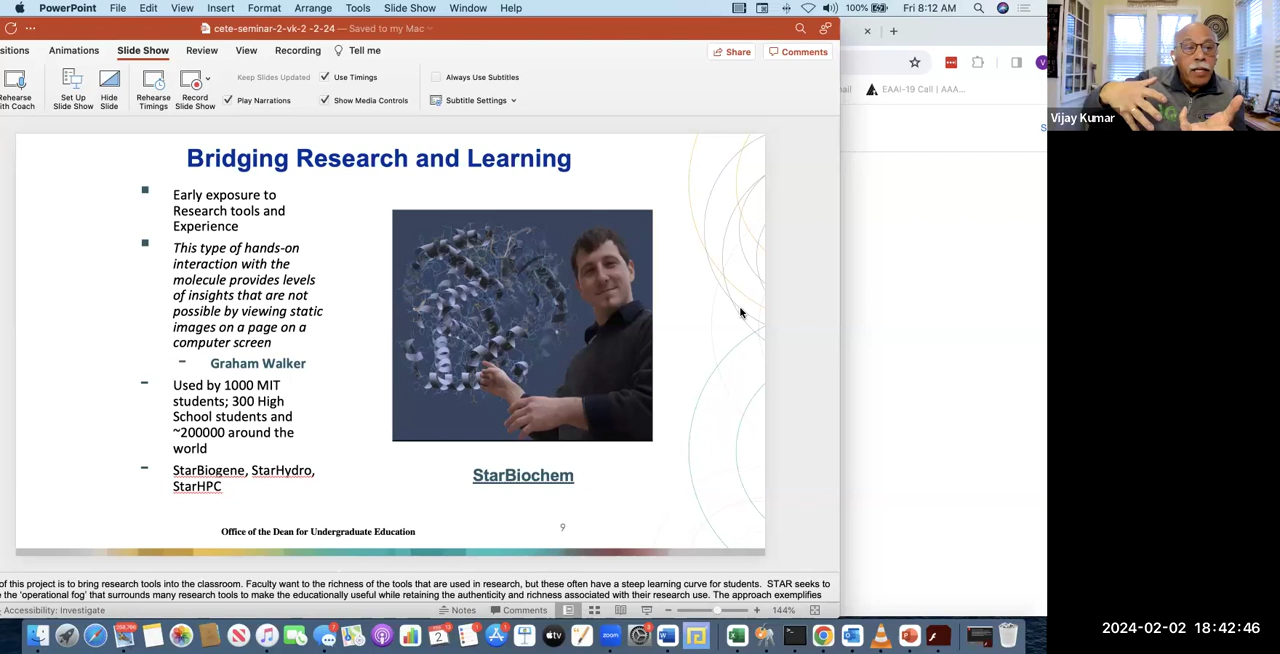 PowerPoint File Edit View Insert Format Arrange Tools Slide Show Window Help
100% Fri 8:12 AM
cete-seminar-2-vk-2 -2-24 — Saved to my Mac
sitions Animations Slide Show Review View Recording Tell me
Share Comments
Rehearse with Coach
Set Up Slide Show
Hide Slide
Rehearse Timings
Record Slide Show
Keep Slides Updated
Use Timings
Play Narrations
Show Media Controls
Always Use Subtitles
Subtitle Settings
EAAI-19 Call | AAA...
Vijay Kumar
Bridging Research and Learning
Early exposure to
Research tools and
Experience
This type of hands-on
interaction with the
molecule provides levels
of insights that are not
possible by viewing static
images on a page on a
computer screen
– Graham Walker
– Used by 1000 MIT
students; 300 High
School students and
~200000 around the
world
– StarBiogene, StarHydro,
StarHPC
StarBiochem
Office of the Dean for Undergraduate Education
9
of this project is to bring research tools into the classroom. Faculty want to the richness of the tools that are used in research, but these often have a steep learning curve for students. STAR seeks to
the 'operational fog' that surrounds many research tools to make the educationally useful while retaining the authenticity and richness associated with their research use. The approach exemplifies
Accessibility: Investigate
Notes Comments 144%
2024-02-02 18:42:46